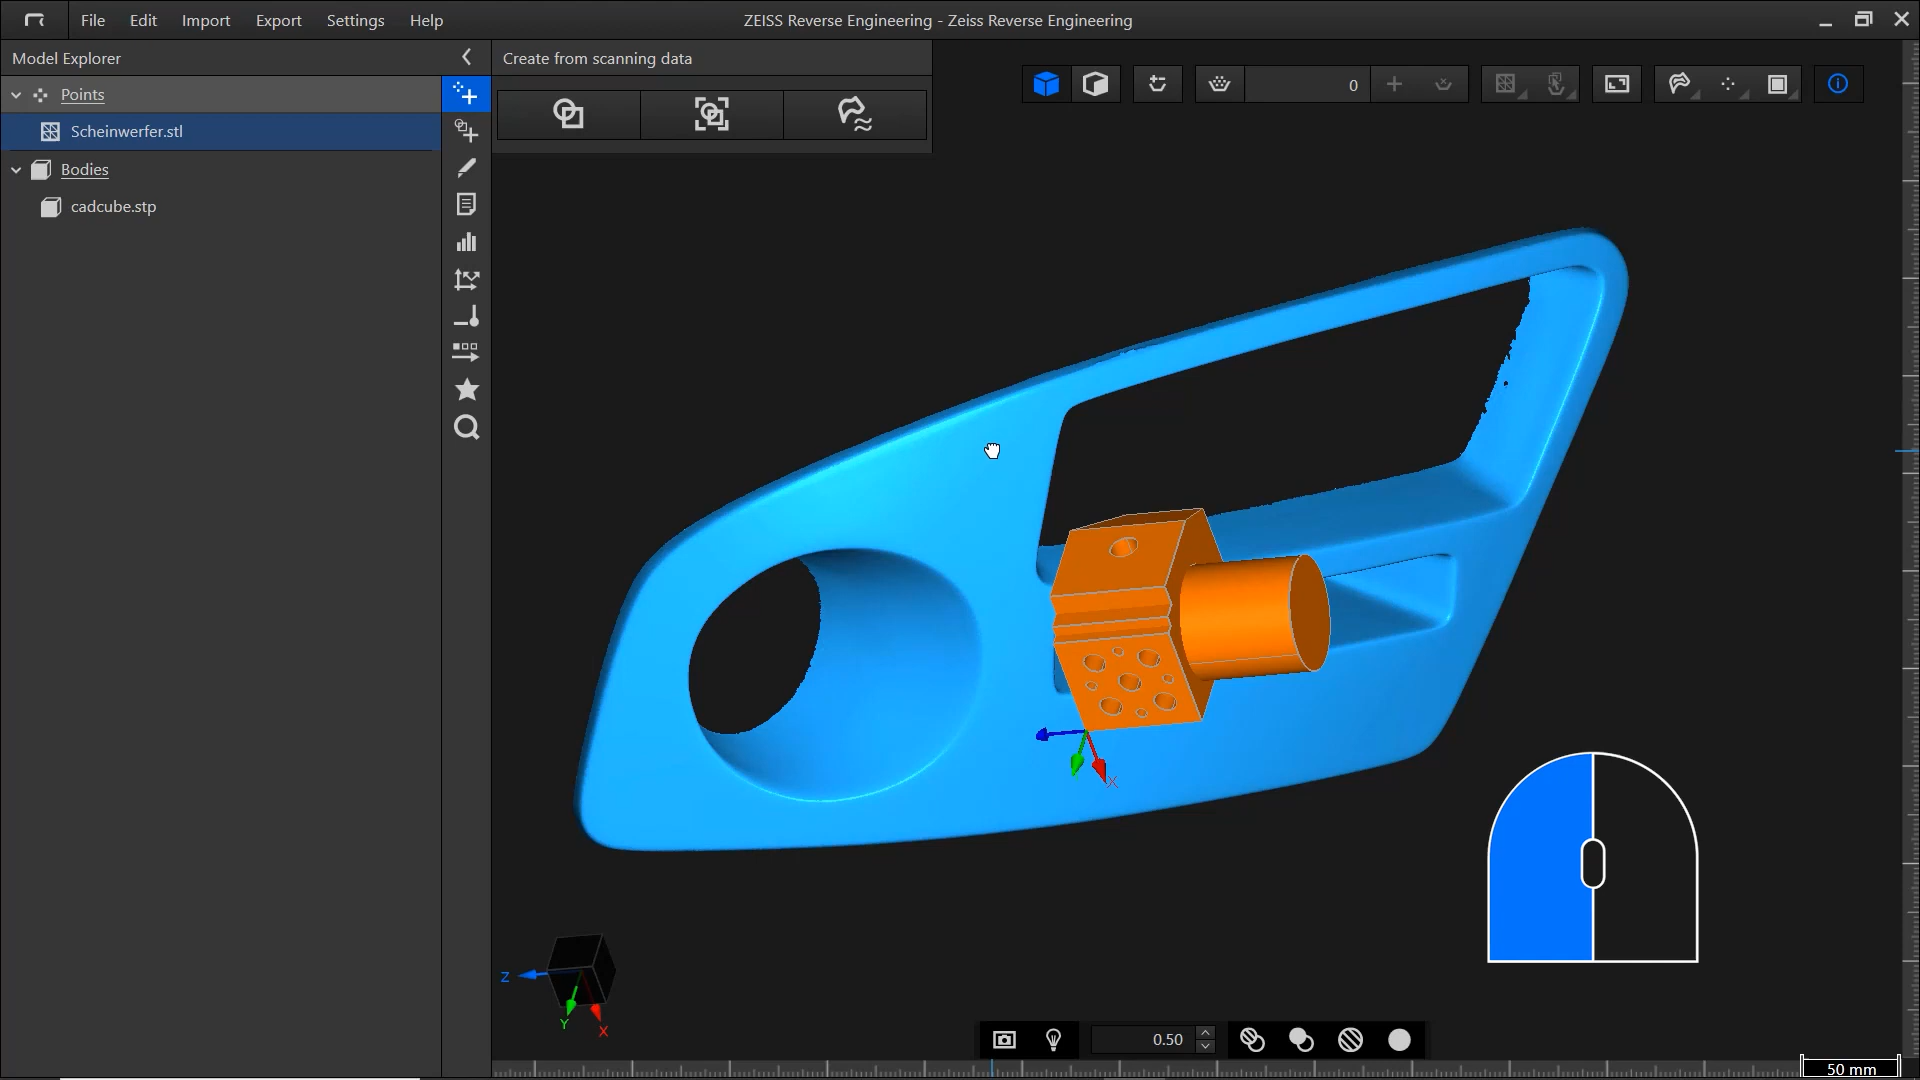 File Edit Import Export Settings Help
ZEISS Reverse Engineering - Zeiss Reverse Engineering
Model Explorer
Create from scanning data
Points
0
Scheinwerfer.stl
Bodies
cadcube.stp
X
Z
Y
X
0.50
50 mm